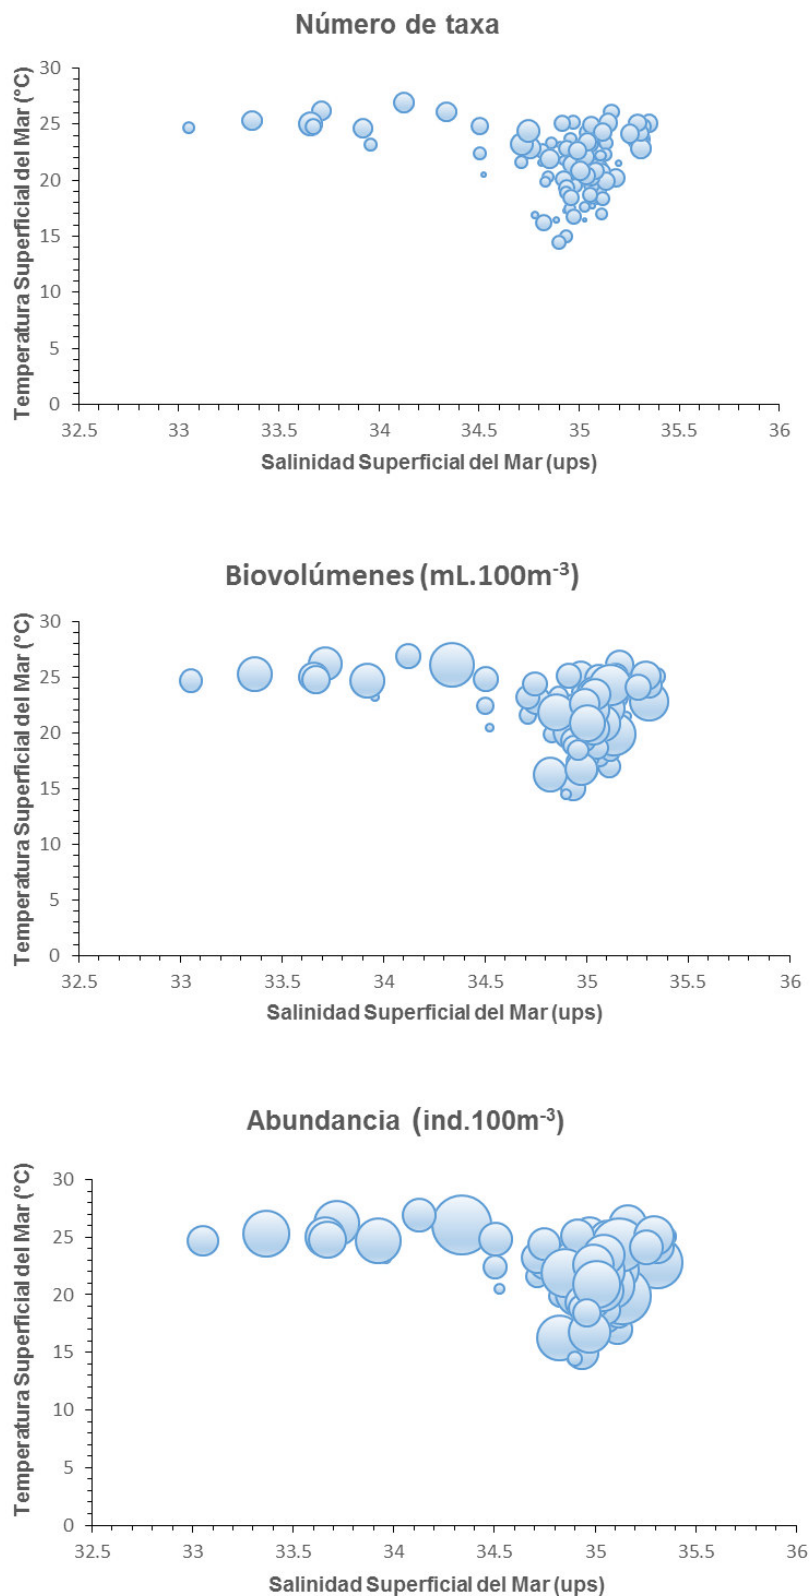 Número de taxa
30
25
20
15
10
5
0
Temperatura Superficial del Mar (°C)
32.5 33 33.5 34 34.5 35 35.5 36
Salinidad Superficial del Mar (ups)
Biovolúmenes (mL.100m⁻³)
30
25
20
15
10
5
0
Temperatura Superficial del Mar (°C)
32.5 33 33.5 34 34.5 35 35.5 36
Salinidad Superficial del Mar (ups)
Abundancia (ind.100m⁻³)
30
25
20
15
10
5
0
Temperatura Superficial del Mar (°C)
32.5 33 33.5 34 34.5 35 35.5 36
Salinidad Superficial del Mar (ups)